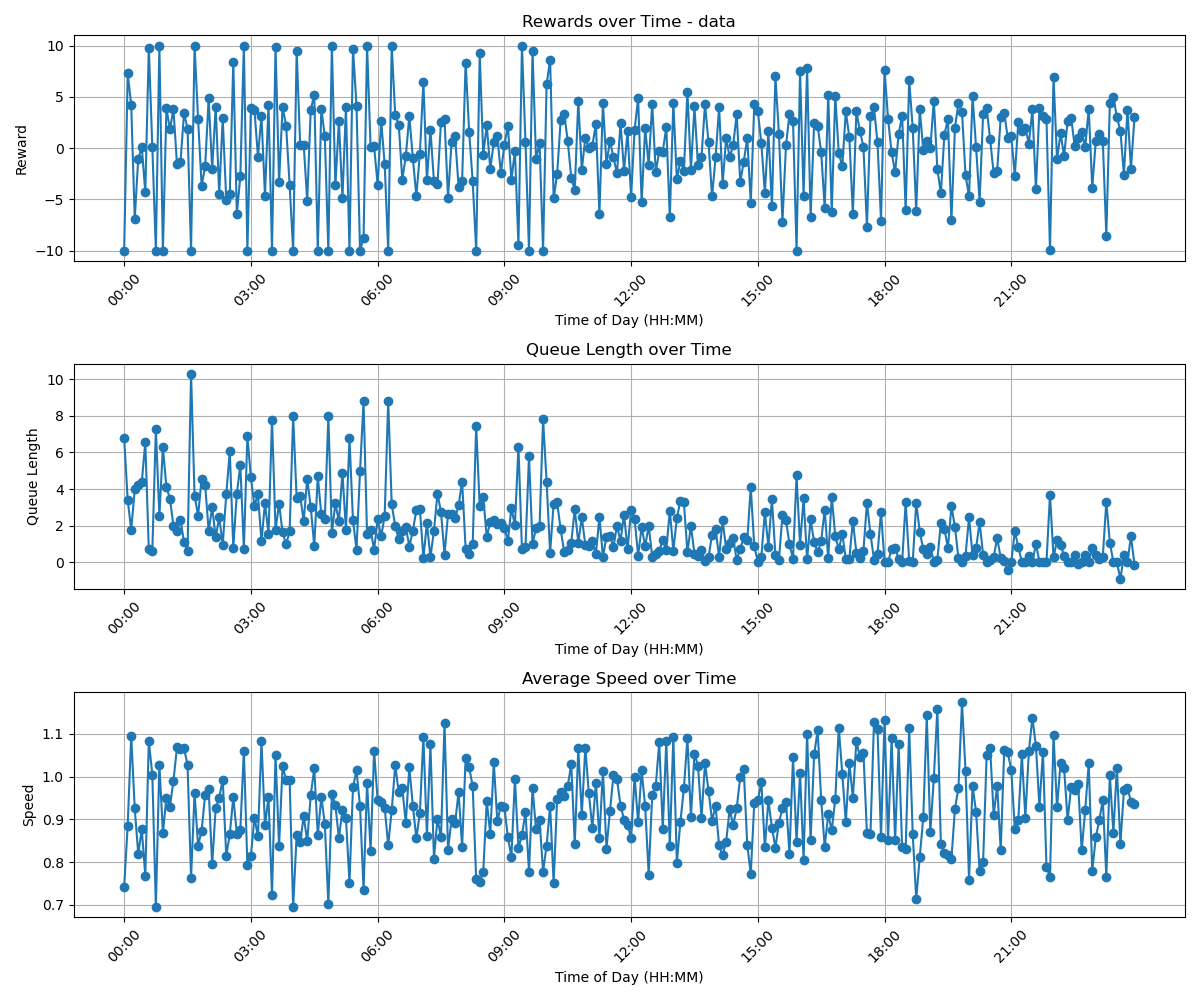 Rewards over Time - data
10
5
0
−5
−10
Reward
00:00 03:00 06:00 09:00 12:00 15:00 18:00 21:00
Time of Day (HH:MM)
Queue Length over Time
10
8
6
4
2
0
Queue Length
00:00 03:00 06:00 09:00 12:00 15:00 18:00 21:00
Time of Day (HH:MM)
Average Speed over Time
1.1
1.0
0.9
0.8
0.7
Speed
00:00 03:00 06:00 09:00 12:00 15:00 18:00 21:00
Time of Day (HH:MM)